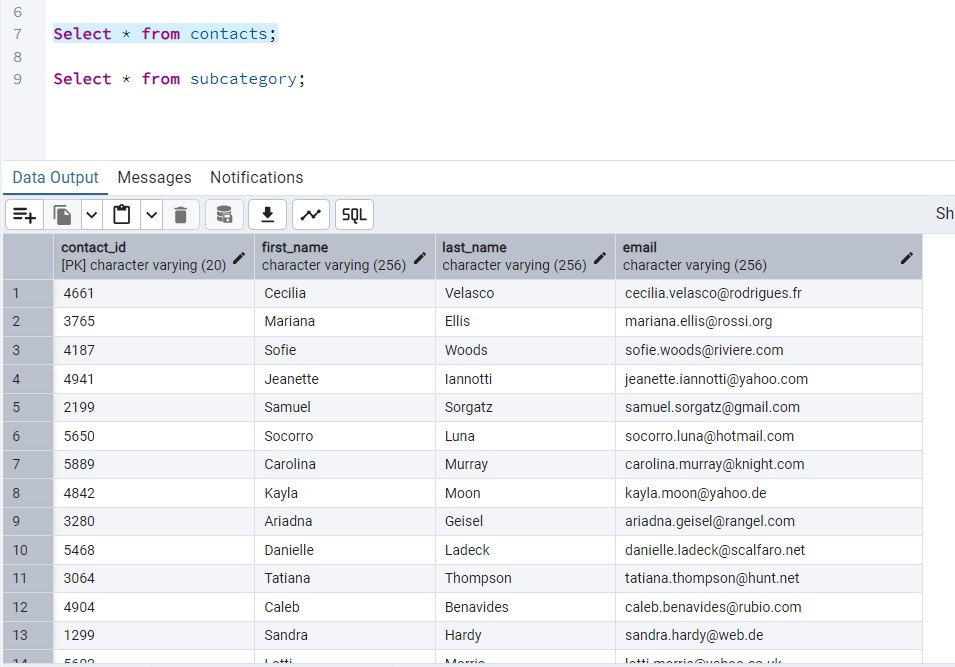 6
7 Select * from contacts;
8
9 Select * from subcategory;
Data Output Messages Notifications
SQL Sh
contact_id first_name last_name email
[PK] character varying (20) character varying (256) character varying (256) character varying (256)
1 4661 Cecilia Velasco cecilia.velasco@rodrigues.fr
2 3765 Mariana Ellis mariana.ellis@rossi.org
3 4187 Sofie Woods sofie.woods@riviere.com
4 4941 Jeanette Iannotti jeanette.iannotti@yahoo.com
5 2199 Samuel Sorgatz samuel.sorgatz@gmail.com
6 5650 Socorro Luna socorro.luna@hotmail.com
7 5889 Carolina Murray carolina.murray@knight.com
8 4842 Kayla Moon kayla.moon@yahoo.de
9 3280 Ariadna Geisel ariadna.geisel@rangel.com
10 5468 Danielle Ladeck danielle.ladeck@scalfaro.net
11 3064 Tatiana Thompson tatiana.thompson@hunt.net
12 4904 Caleb Benavides caleb.benavides@rubio.com
13 1299 Sandra Hardy sandra.hardy@web.de